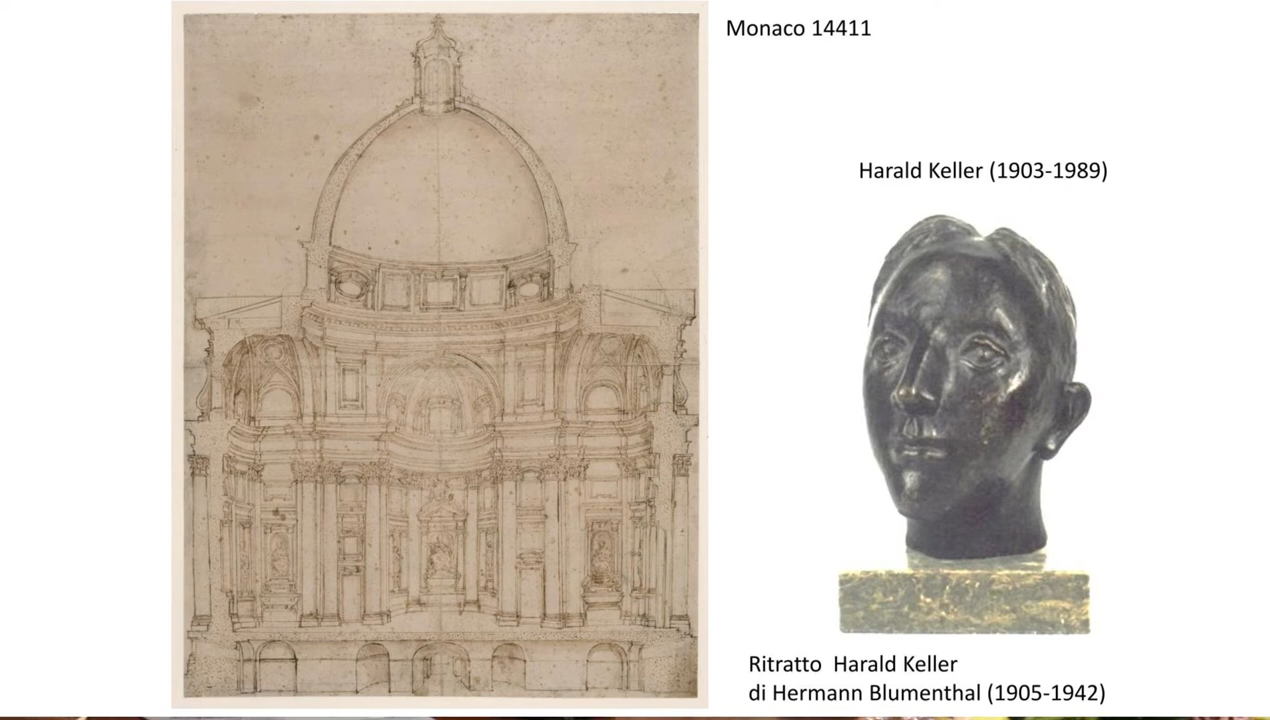 Monaco 14411
Harald Keller (1903-1989)
Ritratto Harald Keller
di Hermann Blumenthal (1905-1942)